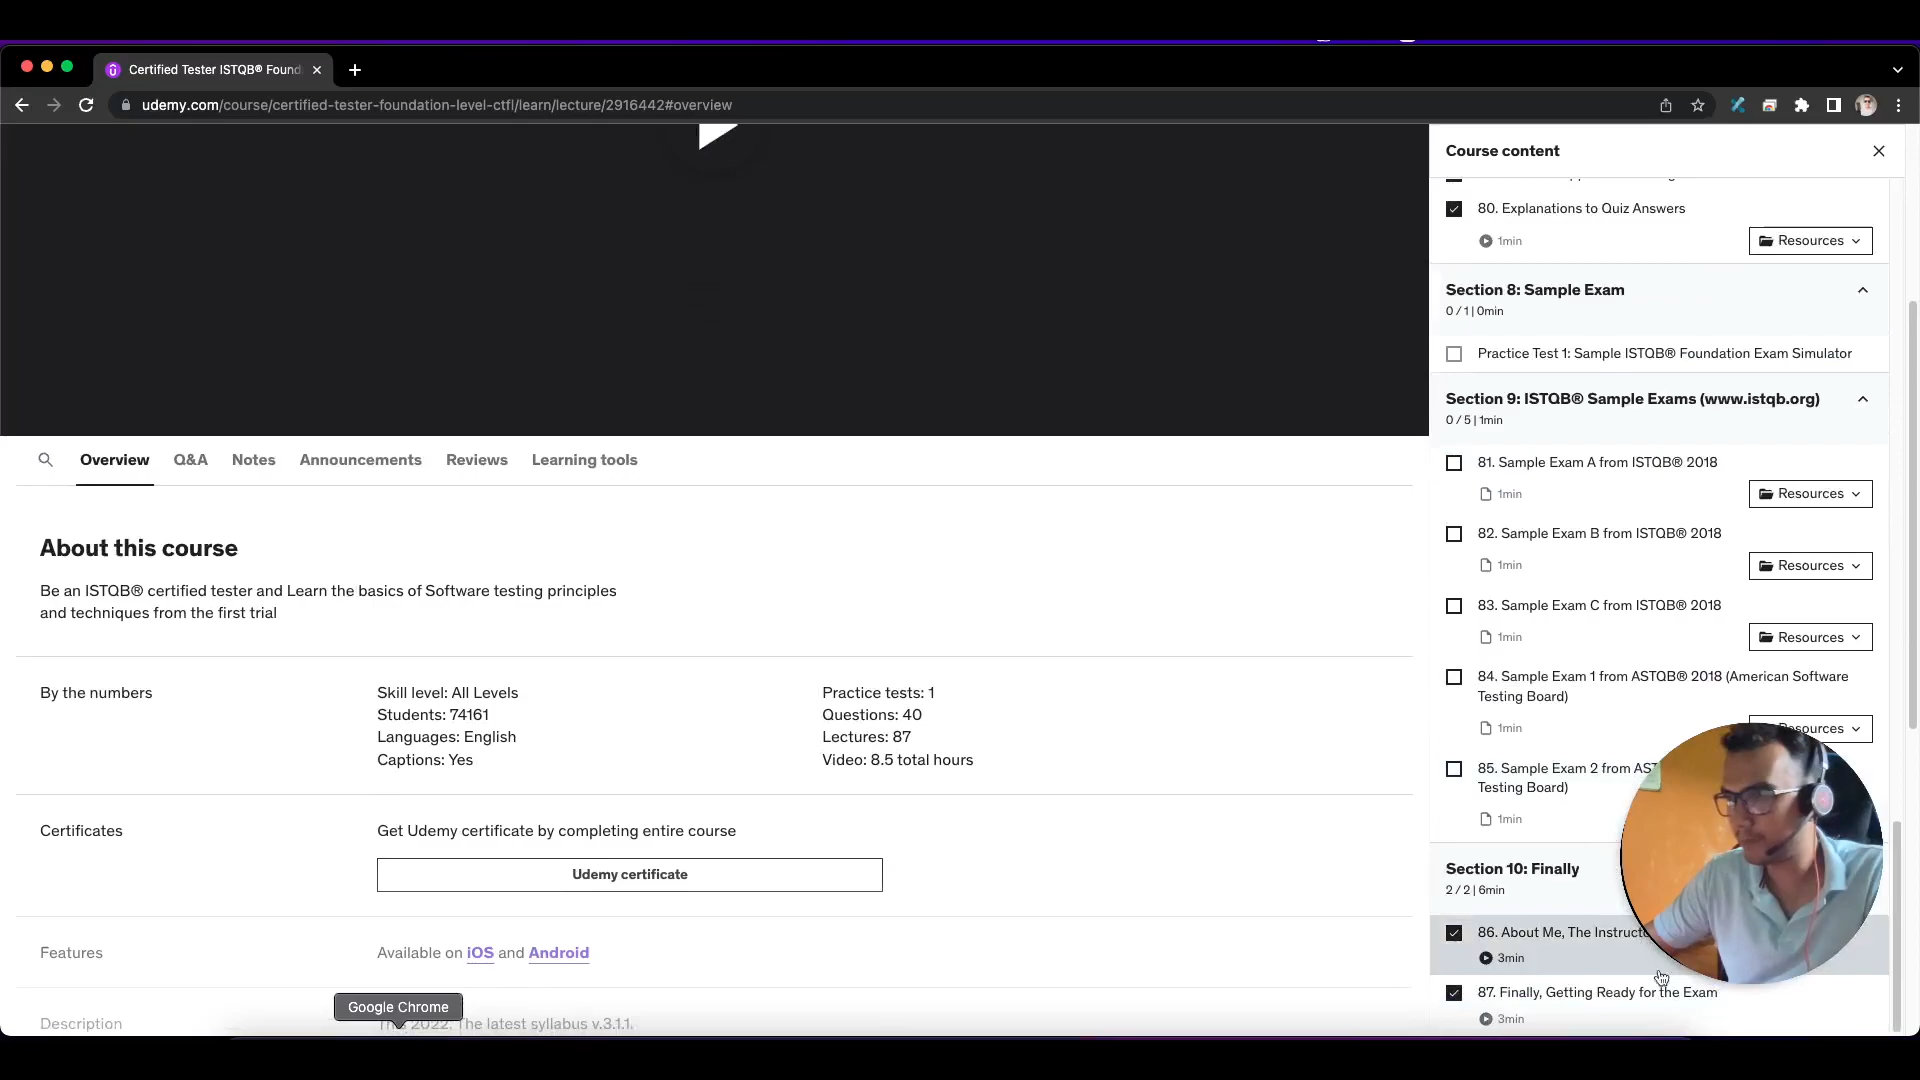 Certified Tester ISTQB® Found
udemy.com/course/certified-tester-foundation-level-ctfl/learn/lecture/2916442#overview
Course content
80. Explanations to Quiz Answers
1min
Resources
Section 8: Sample Exam
0 / 1 | 0min
Practice Test 1: Sample ISTQB® Foundation Exam Simulator
Section 9: ISTQB® Sample Exams (www.istqb.org)
0 / 5 | 1min
81. Sample Exam A from ISTQB® 2018
1min
Resources
82. Sample Exam B from ISTQB® 2018
1min
Resources
83. Sample Exam C from ISTQB® 2018
1min
Resources
84. Sample Exam 1 from ASTQB® 2018 (American Software
Testing Board)
1min
Resources
85. Sample Exam 2 from AST
Testing Board)
1min
Section 10: Finally
2 / 2 | 6min
86. About Me, The Instructo
3min
87. Finally, Getting Ready for the Exam
3min
Overview
Q&A
Notes
Announcements
Reviews
Learning tools
About this course
Be an ISTQB® certified tester and Learn the basics of Software testing principles
and techniques from the first trial
By the numbers
Skill level: All Levels
Students: 74161
Languages: English
Captions: Yes
Practice tests: 1
Questions: 40
Lectures: 87
Video: 8.5 total hours
Certificates
Get Udemy certificate by completing entire course
Udemy certificate
Features
Available on iOS and Android
Google Chrome
Description
2022. The latest syllabus v.3.1.1.